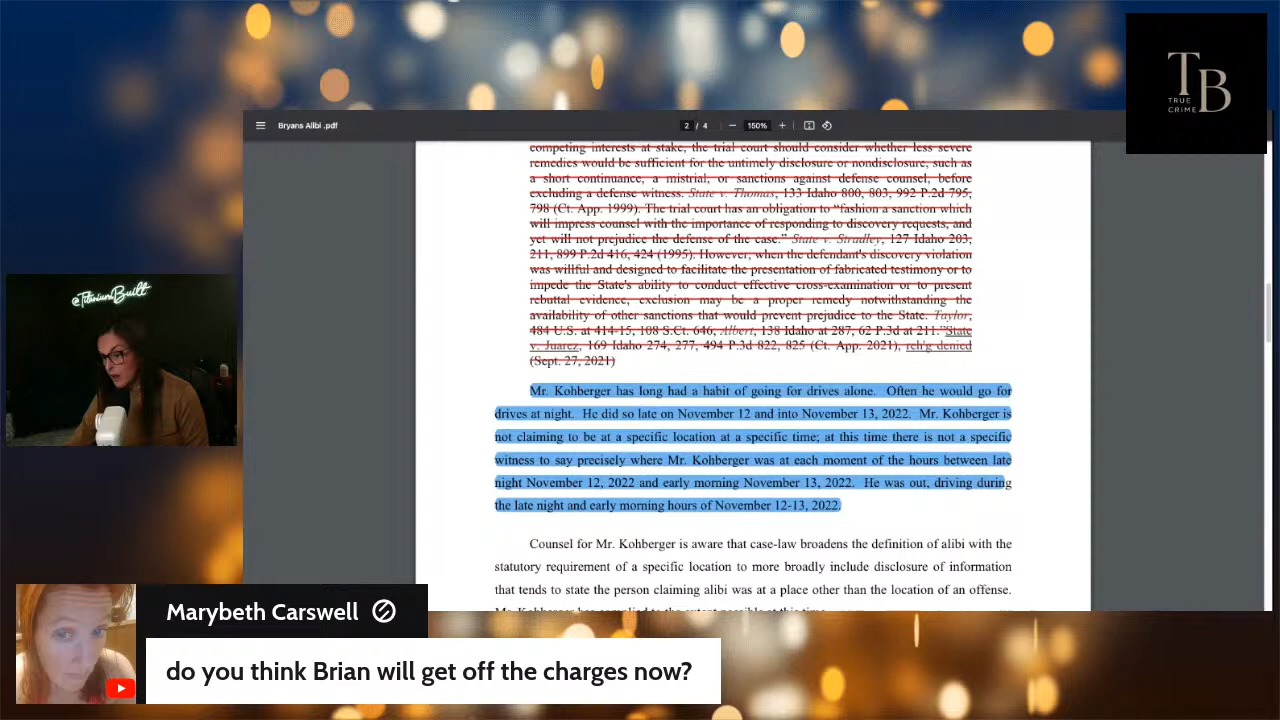 TB
TRUE
CRIME
Bryans Alibi .pdf
2 / 4
150%
competing interests at stake, the trial court should consider whether less severe
remedies would be sufficient for the untimely disclosure or nondisclosure, such as
a short continuance, a mistrial, or sanctions against defense counsel, before
excluding a defense witness. State v. Thomas, 133 Idaho 800, 803, 992 P.2d 795,
798 (Ct. App. 1999). The trial court has an obligation to “fashion a sanction which
will impress counsel with the importance of responding to discovery requests, and
yet will not prejudice the defense of the case.” State v. Stradley, 127 Idaho 203,
211, 899 P.2d 416, 424 (1995). However, when the defendant's discovery violation
was willful and designed to facilitate the presentation of fabricated testimony or to
impede the State's ability to conduct effective cross-examination or to present
rebuttal evidence, exclusion may be a proper remedy notwithstanding the
availability of other sanctions that would prevent prejudice to the State. Taylor,
484 U.S. at 414-15, 108 S.Ct. 646; Albert, 138 Idaho at 287, 62 P.3d at 211.”State
v. Juarez, 169 Idaho 274, 277, 494 P.3d 822, 825 (Ct. App. 2021), reh'g denied
(Sept. 27, 2021)
Mr. Kohberger has long had a habit of going for drives alone. Often he would go for
drives at night. He did so late on November 12 and into November 13, 2022. Mr. Kohberger is
not claiming to be at a specific location at a specific time; at this time there is not a specific
witness to say precisely where Mr. Kohberger was at each moment of the hours between late
night November 12, 2022 and early morning November 13, 2022. He was out, driving during
the late night and early morning hours of November 12-13, 2022.
Counsel for Mr. Kohberger is aware that case-law broadens the definition of alibi with the
statutory requirement of a specific location to more broadly include disclosure of information
that tends to state the person claiming alibi was at a place other than the location of an offense.
Mr. Kohberger has complied to the extent possible at this time.
@TitaniumBuilt
Marybeth Carswell
do you think Brian will get off the charges now?